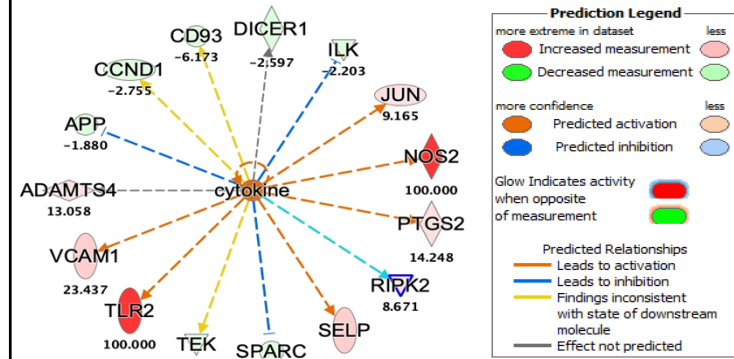 DICER1
-2.597
CD93
-6.173
ILK
-2.203
CCND1
-2.755
JUN
9.165
APP
-1.880
NOS2
100.000
ADAMTS4
13.058
cytokine
PTGS2
14.248
VCAM1
23.437
RIPK2
8.671
TLR2
100.000
TEK
SPARC
SELP
Prediction Legend
more extreme in dataset less
Increased measurement
Decreased measurement
more confidence less
Predicted activation
Predicted inhibition
Glow Indicates activity
when opposite
of measurement
Predicted Relationships
Leads to activation
Leads to inhibition
Findings inconsistent
with state of downstream
molecule
Effect not predicted